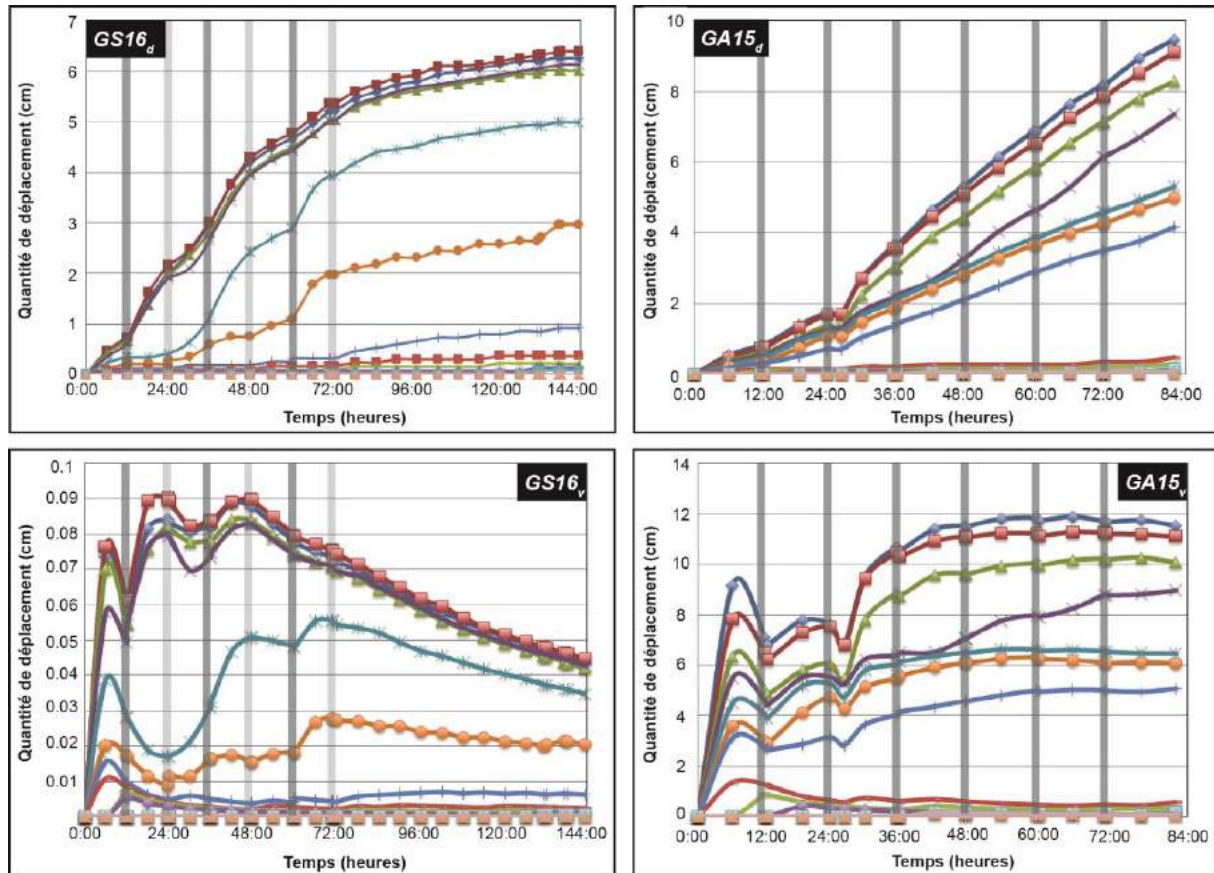 GS16d
Quantité de déplacement (cm)
7
6
5
4
3
2
1
0
0:00 24:00 48:00 72:00 96:00 120:00 144:00
Temps (heures)
GA15d
Quantité de déplacement (cm)
10
8
6
4
2
0
0:00 12:00 24:00 36:00 48:00 60:00 72:00 84:00
Temps (heures)
GS16v
Quantité de déplacement (cm)
0.1
0.09
0.08
0.07
0.06
0.05
0.04
0.03
0.02
0.01
0:00 24:00 48:00 72:00 96:00 120:00 144:00
Temps (heures)
GA15v
Quantité de déplacement (cm)
14
12
10
8
6
4
2
0
0:00 12:00 24:00 36:00 48:00 60:00 72:00 84:00
Temps (heures)